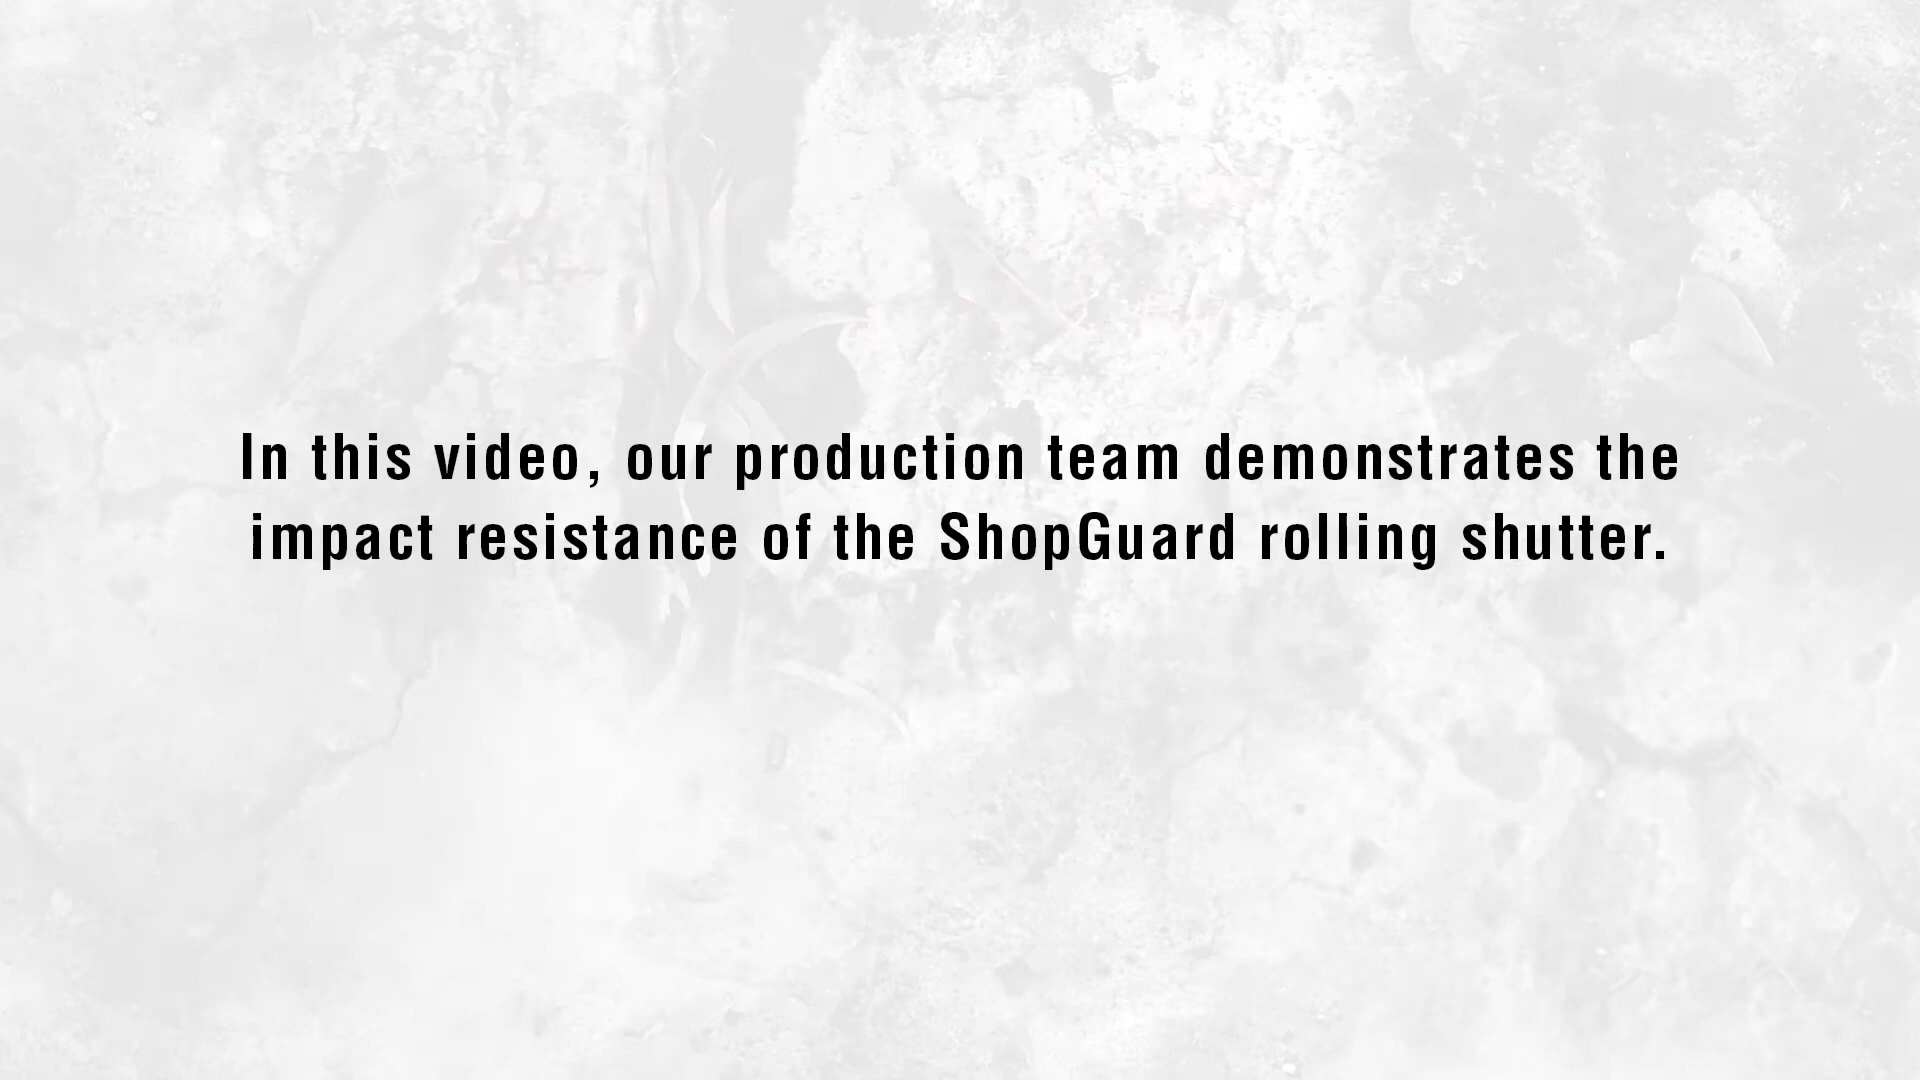 In this video, our production team demonstrates the
impact resistance of the ShopGuard rolling shutter.